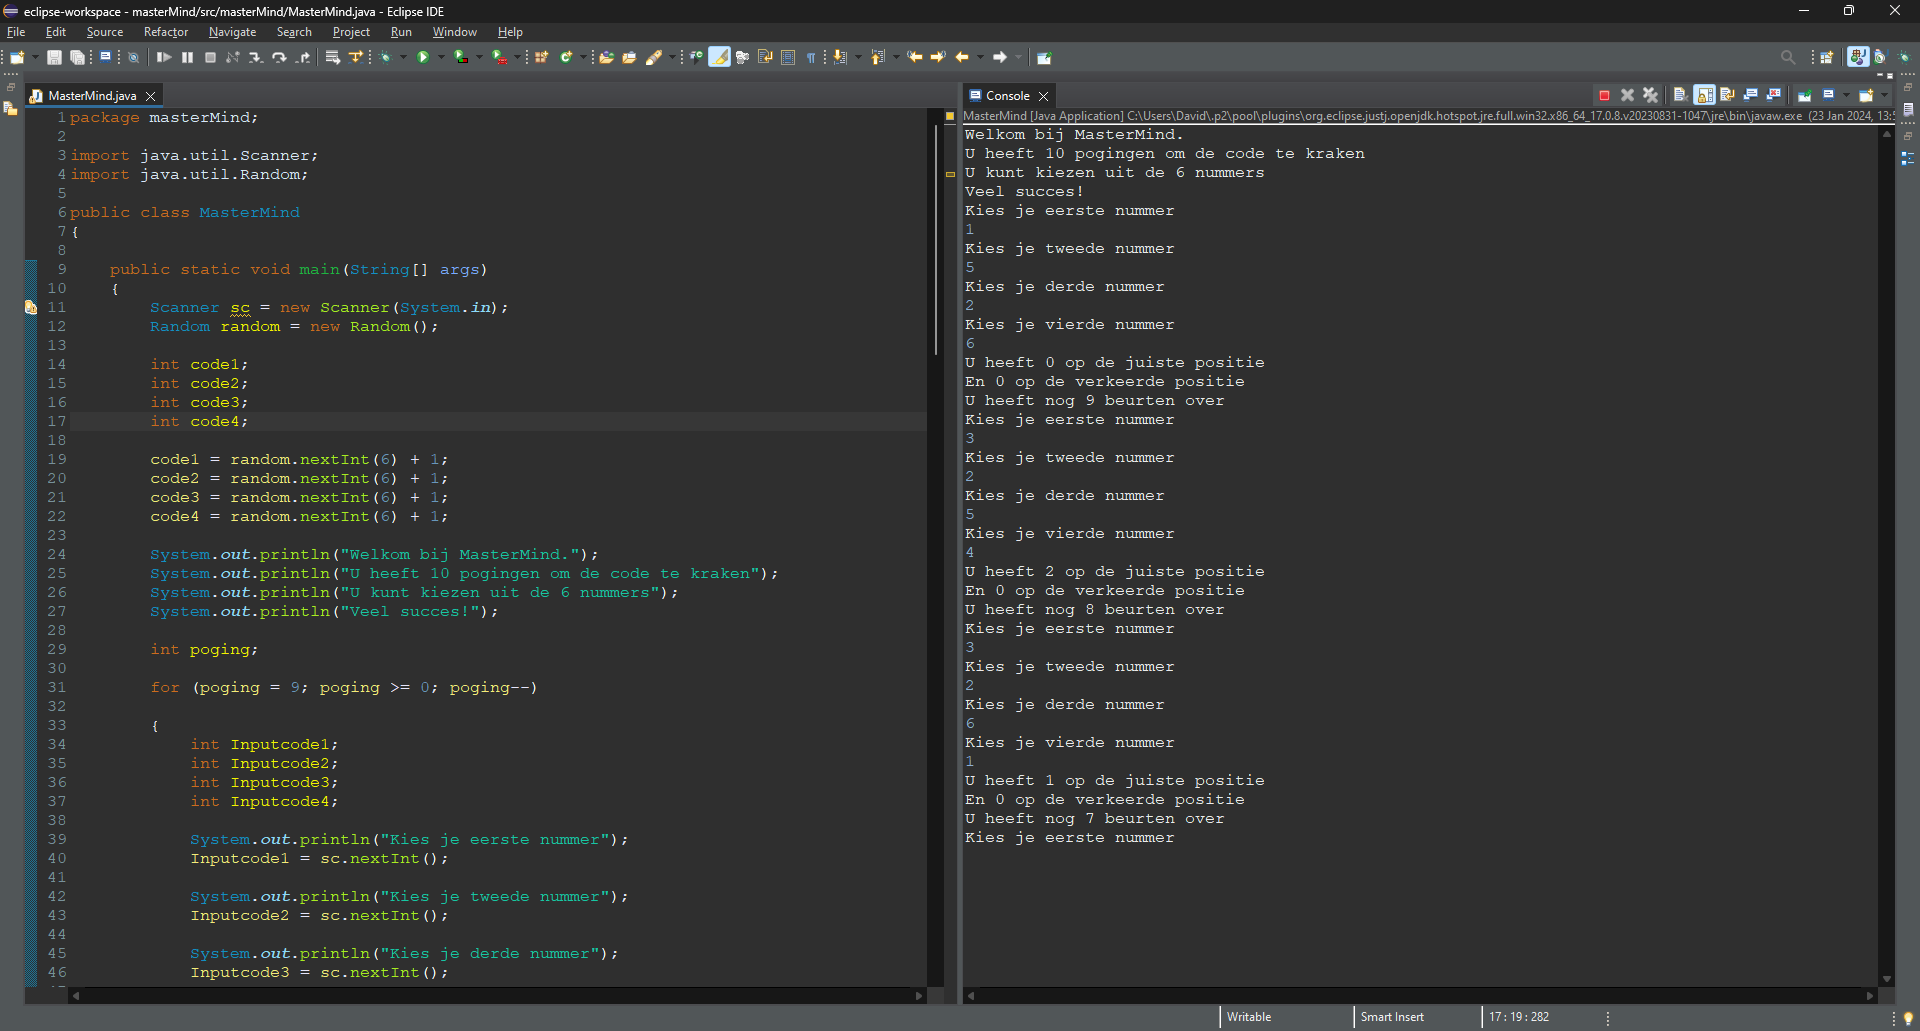 eclipse-workspace - masterMind/src/masterMind/MasterMind.java - Eclipse IDE
File Edit Source Refactor Navigate Search Project Run Window Help
MasterMind.java
1 package masterMind;
2
3 import java.util.Scanner;
4 import java.util.Random;
5
6 public class MasterMind
7 {
8
9 public static void main(String[] args)
10 {
11 Scanner sc = new Scanner(System.in);
12 Random random = new Random();
13
14 int code1;
15 int code2;
16 int code3;
17 int code4;
18
19 code1 = random.nextInt(6) + 1;
20 code2 = random.nextInt(6) + 1;
21 code3 = random.nextInt(6) + 1;
22 code4 = random.nextInt(6) + 1;
23
24 System.out.println("Welkom bij MasterMind.");
25 System.out.println("U heeft 10 pogingen om de code te kraken");
26 System.out.println("U kunt kiezen uit de 6 nummers");
27 System.out.println("Veel succes!");
28
29 int poging;
30
31 for (poging = 9; poging >= 0; poging--)
32
33 {
34 int Inputcode1;
35 int Inputcode2;
36 int Inputcode3;
37 int Inputcode4;
38
39 System.out.println("Kies je eerste nummer");
40 Inputcode1 = sc.nextInt();
41
42 System.out.println("Kies je tweede nummer");
43 Inputcode2 = sc.nextInt();
44
45 System.out.println("Kies je derde nummer");
46 Inputcode3 = sc.nextInt();
Console
MasterMind [Java Application] C:\Users\David\.p2\pool\plugins\org.eclipse.justj.openjdk.hotspot.jre.full.win32.x86_64_17.0.8.v20230831-1047\jre\bin\javaw.exe (23 Jan 2024, 13:
Welkom bij MasterMind.
U heeft 10 pogingen om de code te kraken
U kunt kiezen uit de 6 nummers
Veel succes!
Kies je eerste nummer
1
Kies je tweede nummer
5
Kies je derde nummer
2
Kies je vierde nummer
6
U heeft 0 op de juiste positie
En 0 op de verkeerde positie
U heeft nog 9 beurten over
Kies je eerste nummer
3
Kies je tweede nummer
2
Kies je derde nummer
5
Kies je vierde nummer
4
U heeft 2 op de juiste positie
En 0 op de verkeerde positie
U heeft nog 8 beurten over
Kies je eerste nummer
3
Kies je tweede nummer
2
Kies je derde nummer
6
Kies je vierde nummer
1
U heeft 1 op de juiste positie
En 0 op de verkeerde positie
U heeft nog 7 beurten over
Kies je eerste nummer
Writable
Smart Insert
17 : 19 : 282